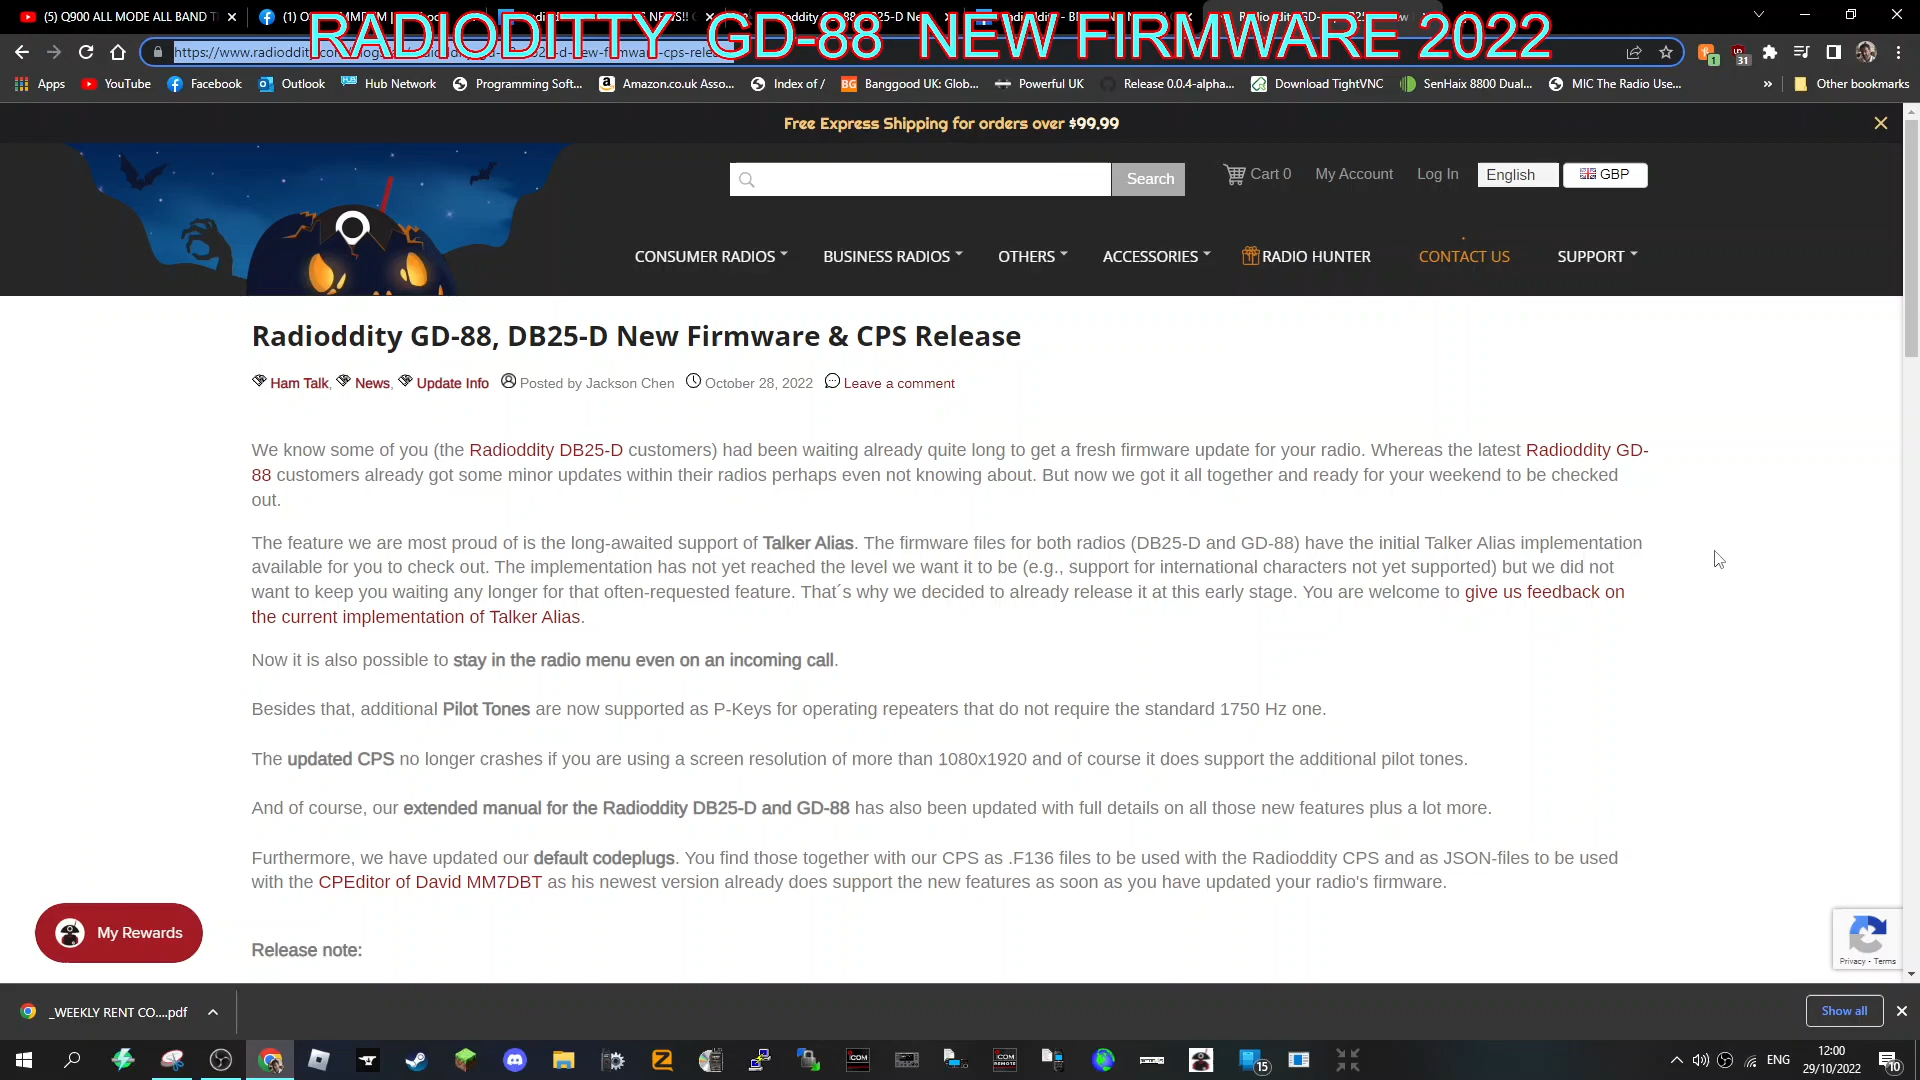 (5) Q900 ALL MODE ALL BAND T
RADIODITTY GD-88 NEW FIRMWARE 2022
Apps YouTube Facebook Outlook Hub Network Programming Soft... Amazon.co.uk Asso... Index of / Banggood UK: Glob... Powerful UK Release 0.0.4-alpha... Download TightVNC SenHaix 8800 Dual... MIC The Radio Use... » Other bookmarks
Free Express Shipping for orders over $99.99
Search Cart 0 My Account Log In English GBP
CONSUMER RADIOS BUSINESS RADIOS OTHERS ACCESSORIES RADIO HUNTER CONTACT US SUPPORT
Radioddity GD-88, DB25-D New Firmware & CPS Release
Ham Talk, News, Update Info Posted by Jackson Chen October 28, 2022 Leave a comment
We know some of you (the Radioddity DB25-D customers) had been waiting already quite long to get a fresh firmware update for your radio. Whereas the latest Radioddity GD-
88 customers already got some minor updates within their radios perhaps even not knowing about. But now we got it all together and ready for your weekend to be checked
out.
The feature we are most proud of is the long-awaited support of Talker Alias. The firmware files for both radios (DB25-D and GD-88) have the initial Talker Alias implementation
available for you to check out. The implementation has not yet reached the level we want it to be (e.g., support for international characters not yet supported) but we did not
want to keep you waiting any longer for that often-requested feature. That´s why we decided to already release it at this early stage. You are welcome to give us feedback on
the current implementation of Talker Alias.
Now it is also possible to stay in the radio menu even on an incoming call.
Besides that, additional Pilot Tones are now supported as P-Keys for operating repeaters that do not require the standard 1750 Hz one.
The updated CPS no longer crashes if you are using a screen resolution of more than 1080x1920 and of course it does support the additional pilot tones.
And of course, our extended manual for the Radioddity DB25-D and GD-88 has also been updated with full details on all those new features plus a lot more.
Furthermore, we have updated our default codeplugs. You find those together with our CPS as .F136 files to be used with the Radioddity CPS and as JSON-files to be used
with the CPEditor of David MM7DBT as his newest version already does support the new features as soon as you have updated your radio's firmware.
My Rewards
Release note:
Privacy - Terms
_WEEKLY RENT CO....pdf Show all
ENG 12:00
29/10/2022